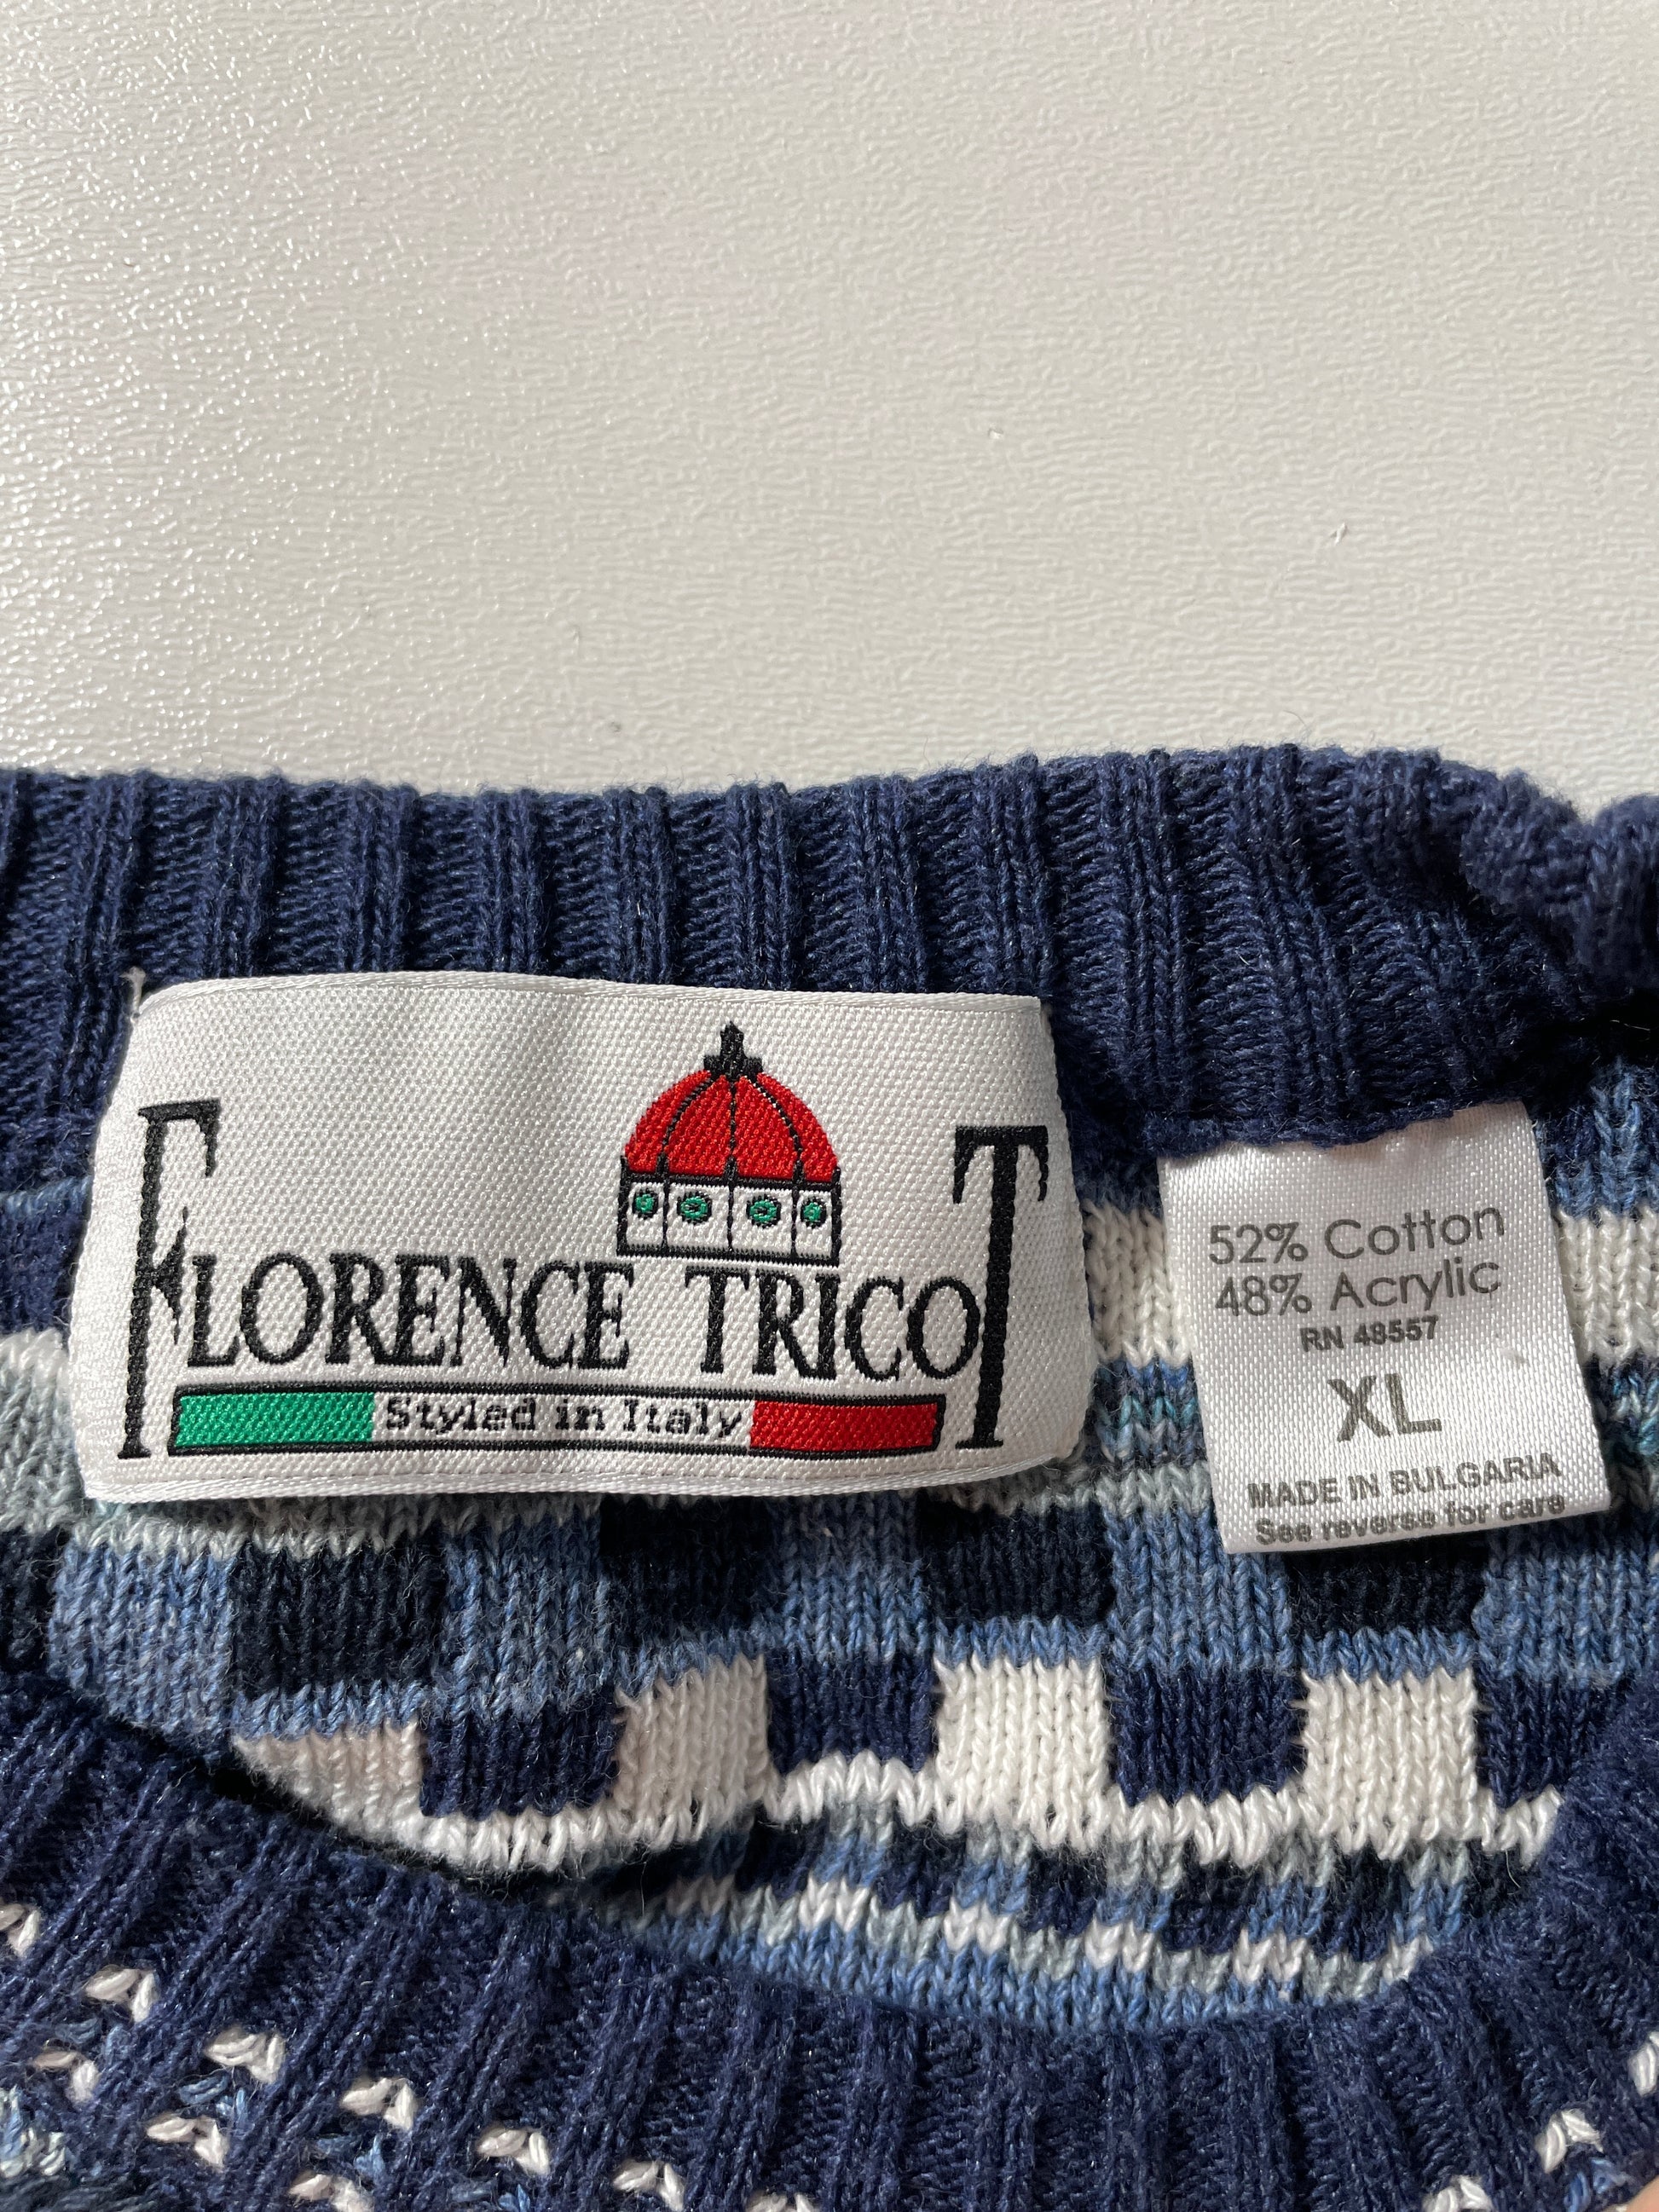 FLORENCE TRICOT
Styled in Italy
52% Cotton
48% Acrylic
RN 48557
XL
MADE IN BULGARIA
See reverse for care